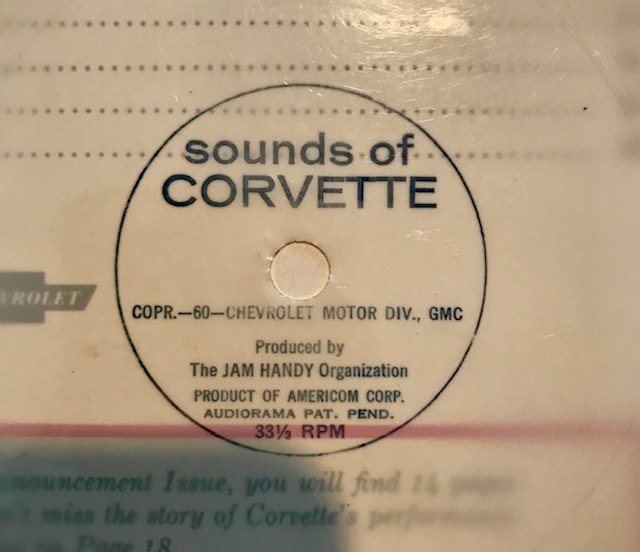 sounds of
CORVETTE
COPR.—60—CHEVROLET MOTOR DIV., GMC
Produced by
The JAM HANDY Organization
PRODUCT OF AMERICOM CORP.
AUDIORAMA PAT. PEND.
33⅓ RPM
VROLET
nouncement Issue, you will find 14
miss the story of Corvette's
on Page 18